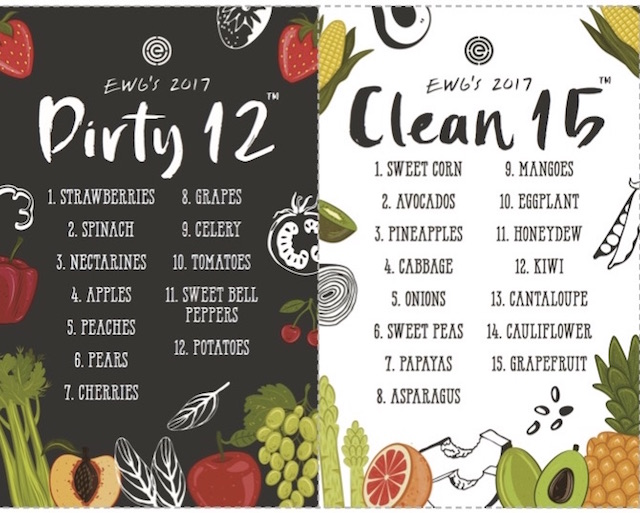 EWG's 2017
Dirty 12™
1. STRAWBERRIES
2. SPINACH
3. NECTARINES
4. APPLES
5. PEACHES
6. PEARS
7. CHERRIES
8. GRAPES
9. CELERY
10. TOMATOES
11. SWEET BELL
PEPPERS
12. POTATOES
EWG's 2017
Clean 15™
1. SWEET CORN
2. AVOCADOS
3. PINEAPPLES
4. CABBAGE
5. ONIONS
6. SWEET PEAS
7. PAPAYAS
8. ASPARAGUS
9. MANGOES
10. EGGPLANT
11. HONEYDEW
12. KIWI
13. CANTALOUPE
14. CAULIFLOWER
15. GRAPEFRUIT